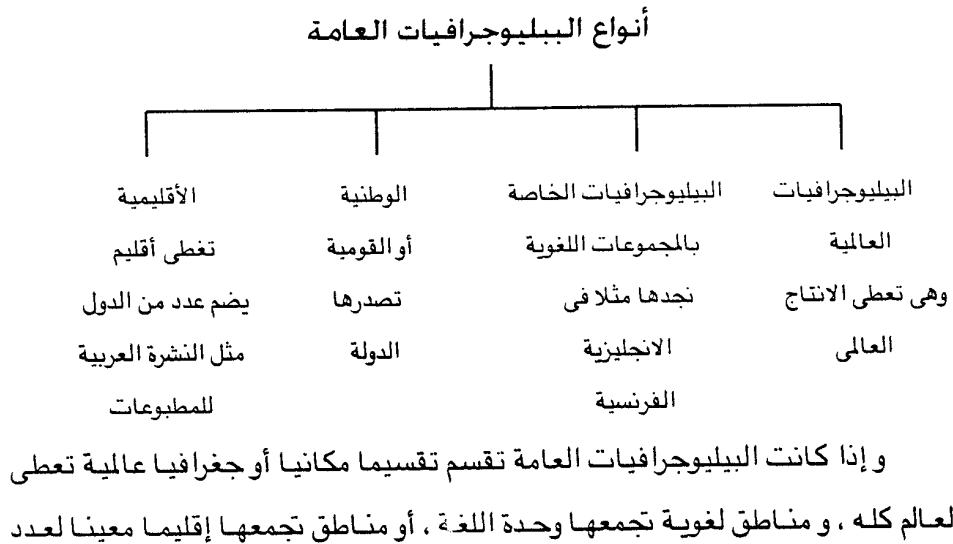 أنواع الببليوجرافيات العامة
البيليوجرافيات
العالمية
وهى تعطى الانتاج
العالمى
البيليوجرافيات الخاصة
بالمجموعات اللغوية
نجدها مثلا فى
الانجليزية
الفرنسية
الوطنية
أو القومية
تصدرها
الدولة
الأقليمية
تغطى أقليم
يضم عدد من الدول
مثل النشرة العربية
للمطبوعات
و إذا كانت البيليوجرافيات العامة تقسم تقسيما مكانيا أو جغرافيا عالمية تعطى
لعالم كله ، و مناطق لغوية تجمعها وحدة اللغة ، أو مناطق تجمعها إقليما معينا لعدد